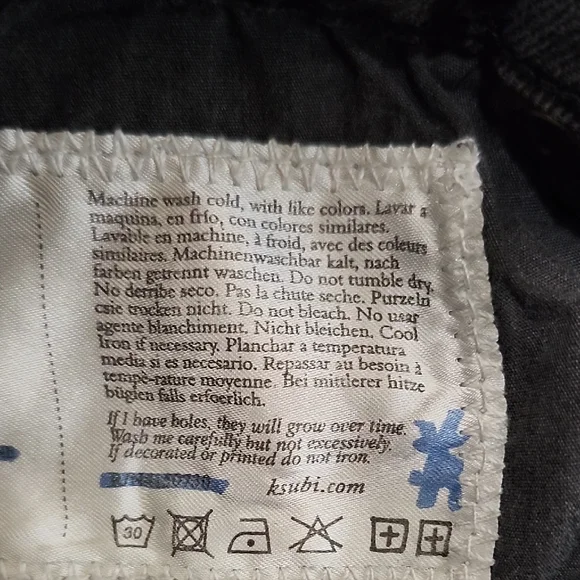 Machine wash cold, with like colors. Lavar a
maquina, en frío, con colores similares.
Lavable en machine, à froid, avec des coleurs
similaires. Machinenwaschbar kalt, nach
farben getrennt waschen. Do not tumble dry.
No derribe seco. Pas la chute seche. Purzeln
csie trocken nicht. Do not bleach. No usar
agente blanchiment. Nicht bleichen. Cool
Iron if necessary. Planchar a temperatura
media si es necesario. Repassar au besoin à
tempè-rature moyenne. Bei mittlerer hitze
bügien falls erfoerlich.
If I have holes, they will grow over time.
Wash me carefully but not excessively.
If decorated or printed do not iron.
ksubi.com
30